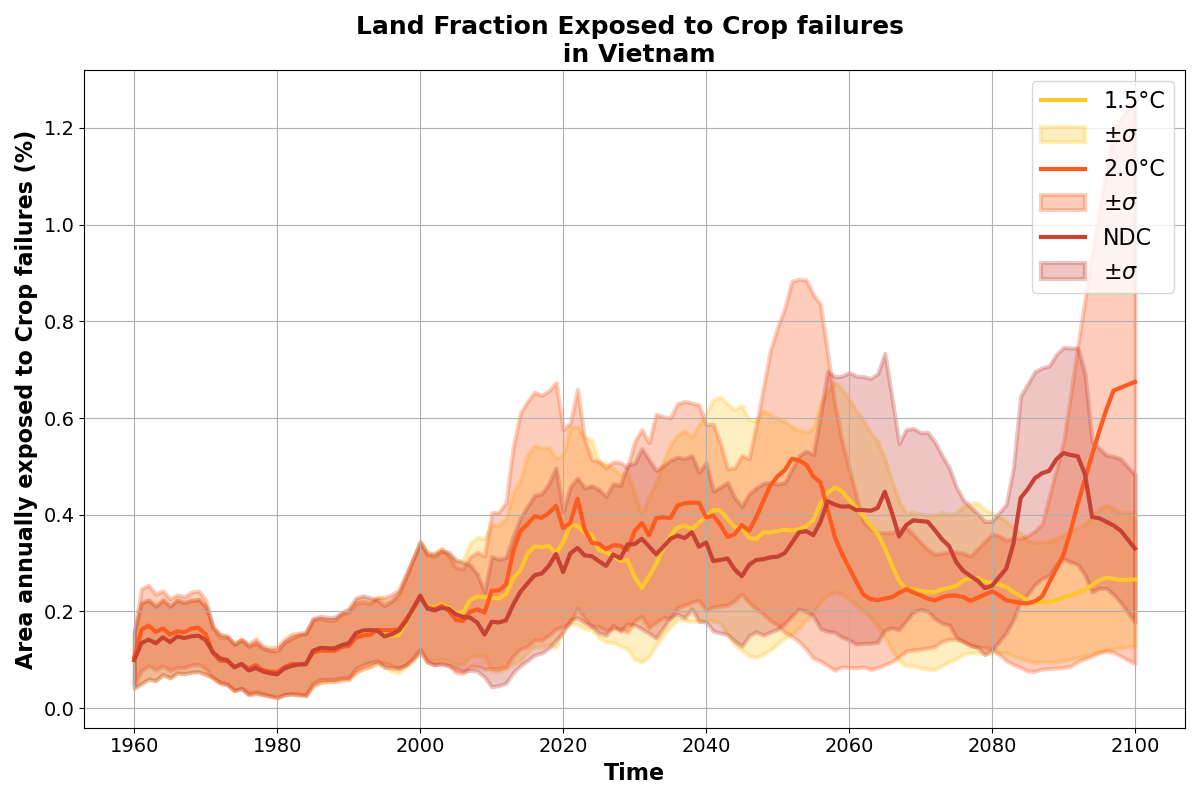 Land Fraction Exposed to Crop failures
in Vietnam
Area annually exposed to Crop failures (%)
1.2
1.0
0.8
0.6
0.4
0.2
0.0
1.5°C
±σ
2.0°C
±σ
NDC
±σ
1960 1980 2000 2020 2040 2060 2080 2100
Time